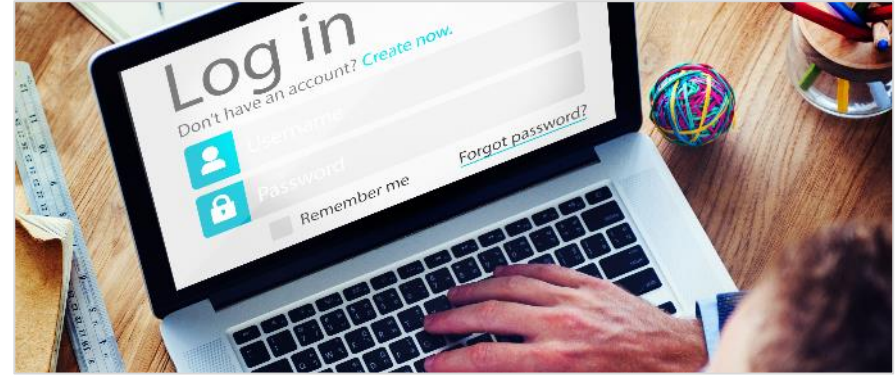 Log in
Don't have an account? Create now.
Username
Password
Remember me
Forgot password?